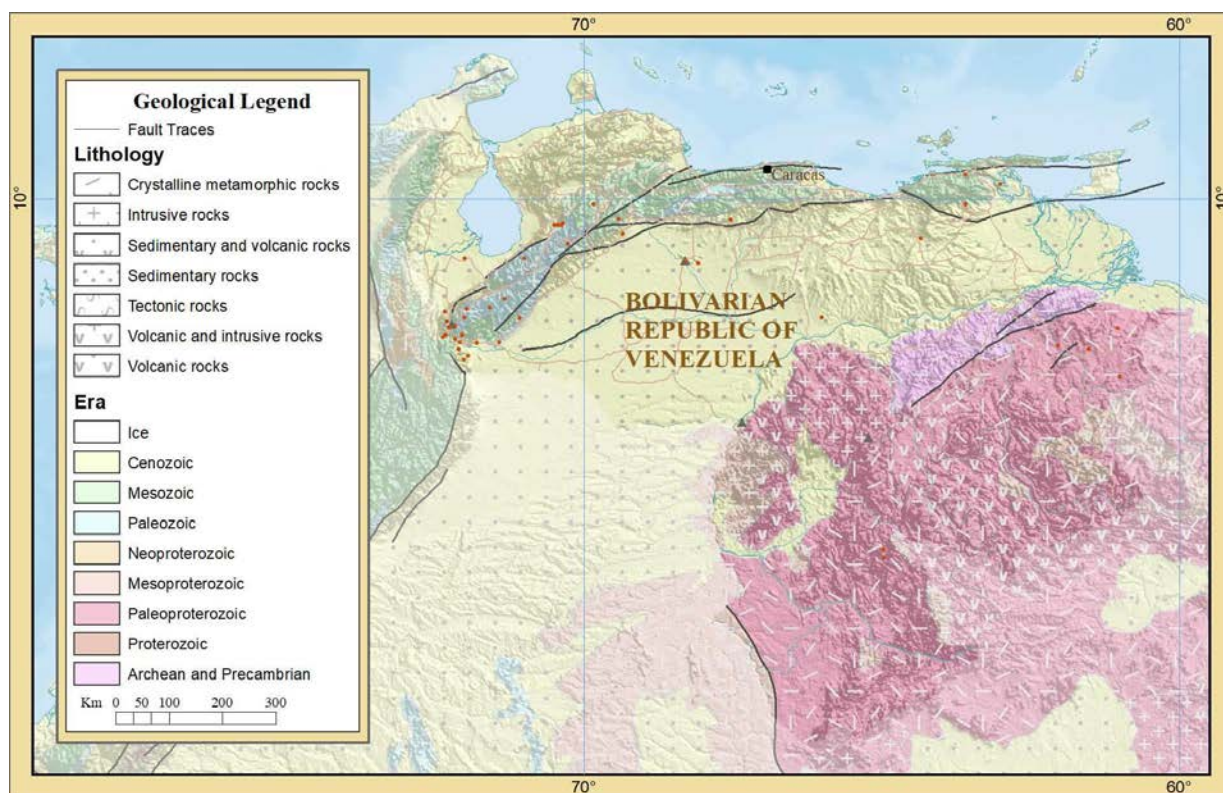 70°
60°
Geological Legend
Fault Traces
Lithology
Crystalline metamorphic rocks
Intrusive rocks
Sedimentary and volcanic rocks
Sedimentary rocks
Tectonic rocks
Volcanic and intrusive rocks
Volcanic rocks
Era
Ice
Cenozoic
Mesozoic
Paleozoic
Neoproterozoic
Mesoproterozoic
Paleoproterozoic
Proterozoic
Archean and Precambrian
Km 0 50 100 200 300
10°
Caracas
10°
BOLIVARIAN
REPUBLIC OF
VENEZUELA
70°
60°